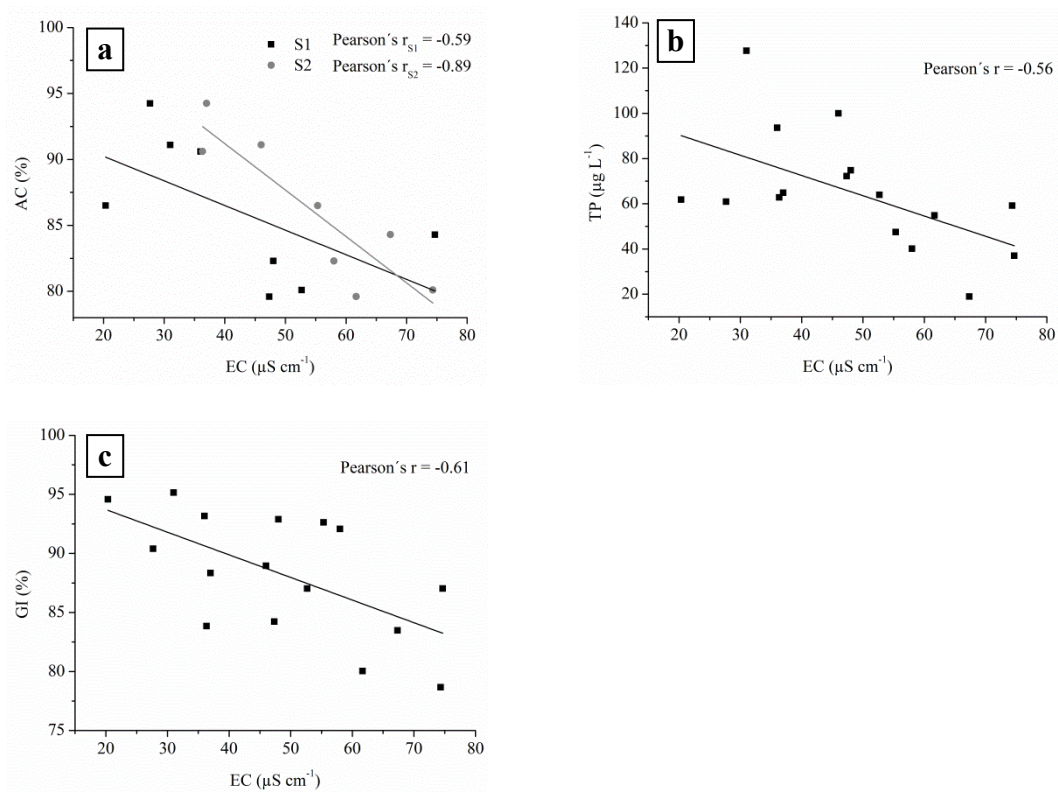 a
S1 Pearson´s rS1 = -0.59
S2 Pearson´s rS2 = -0.89
100
95
90
85
80
AC (%)
20 30 40 50 60 70 80
EC (µS cm-1)
b
Pearson´s r = -0.56
140
120
100
80
60
40
20
TP (µg L-1)
20 30 40 50 60 70 80
EC (µS cm-1)
c
Pearson´s r = -0.61
100
95
90
85
80
75
GI (%)
20 30 40 50 60 70 80
EC (µS cm-1)